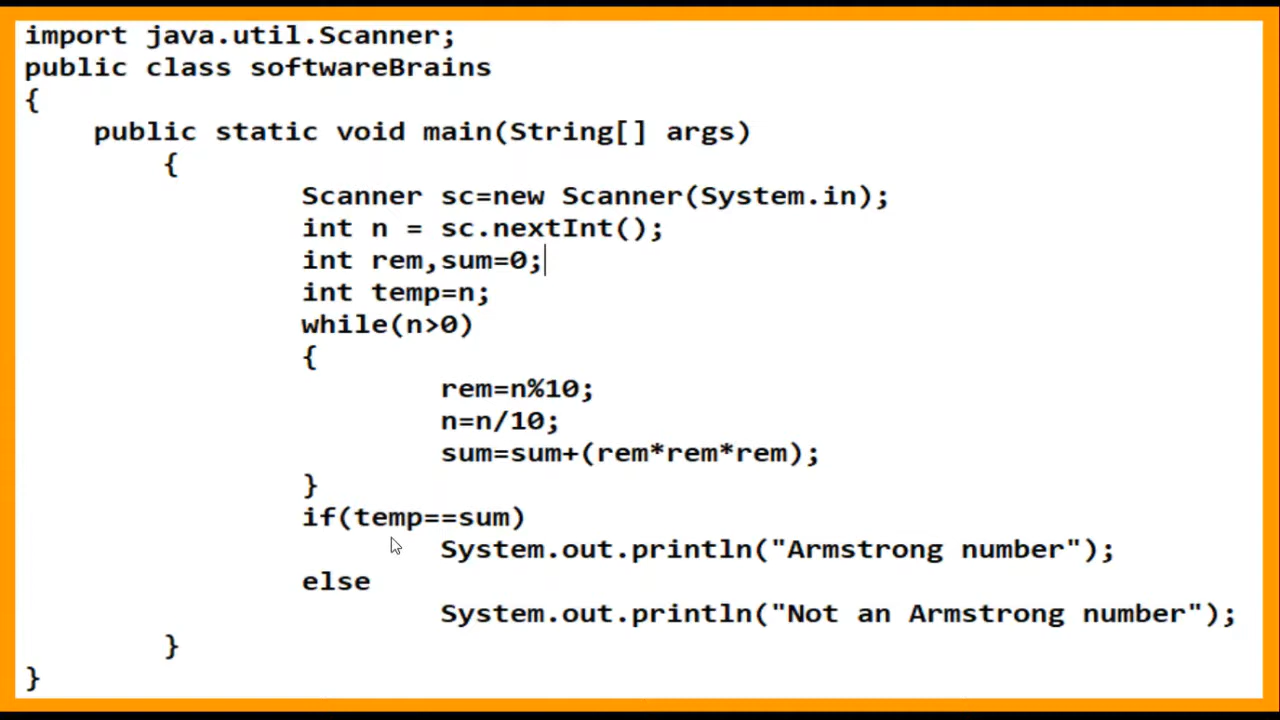 import java.util.Scanner;
public class softwareBrains
{
    public static void main(String[] args)
        {
                Scanner sc=new Scanner(System.in);
                int n = sc.nextInt();
                int rem,sum=0;
                int temp=n;
                while(n>0)
                {
                        rem=n%10;
                        n=n/10;
                        sum=sum+(rem*rem*rem);
                }
                if(temp==sum)
                        System.out.println("Armstrong number");
                else
                        System.out.println("Not an Armstrong number");
        }
}